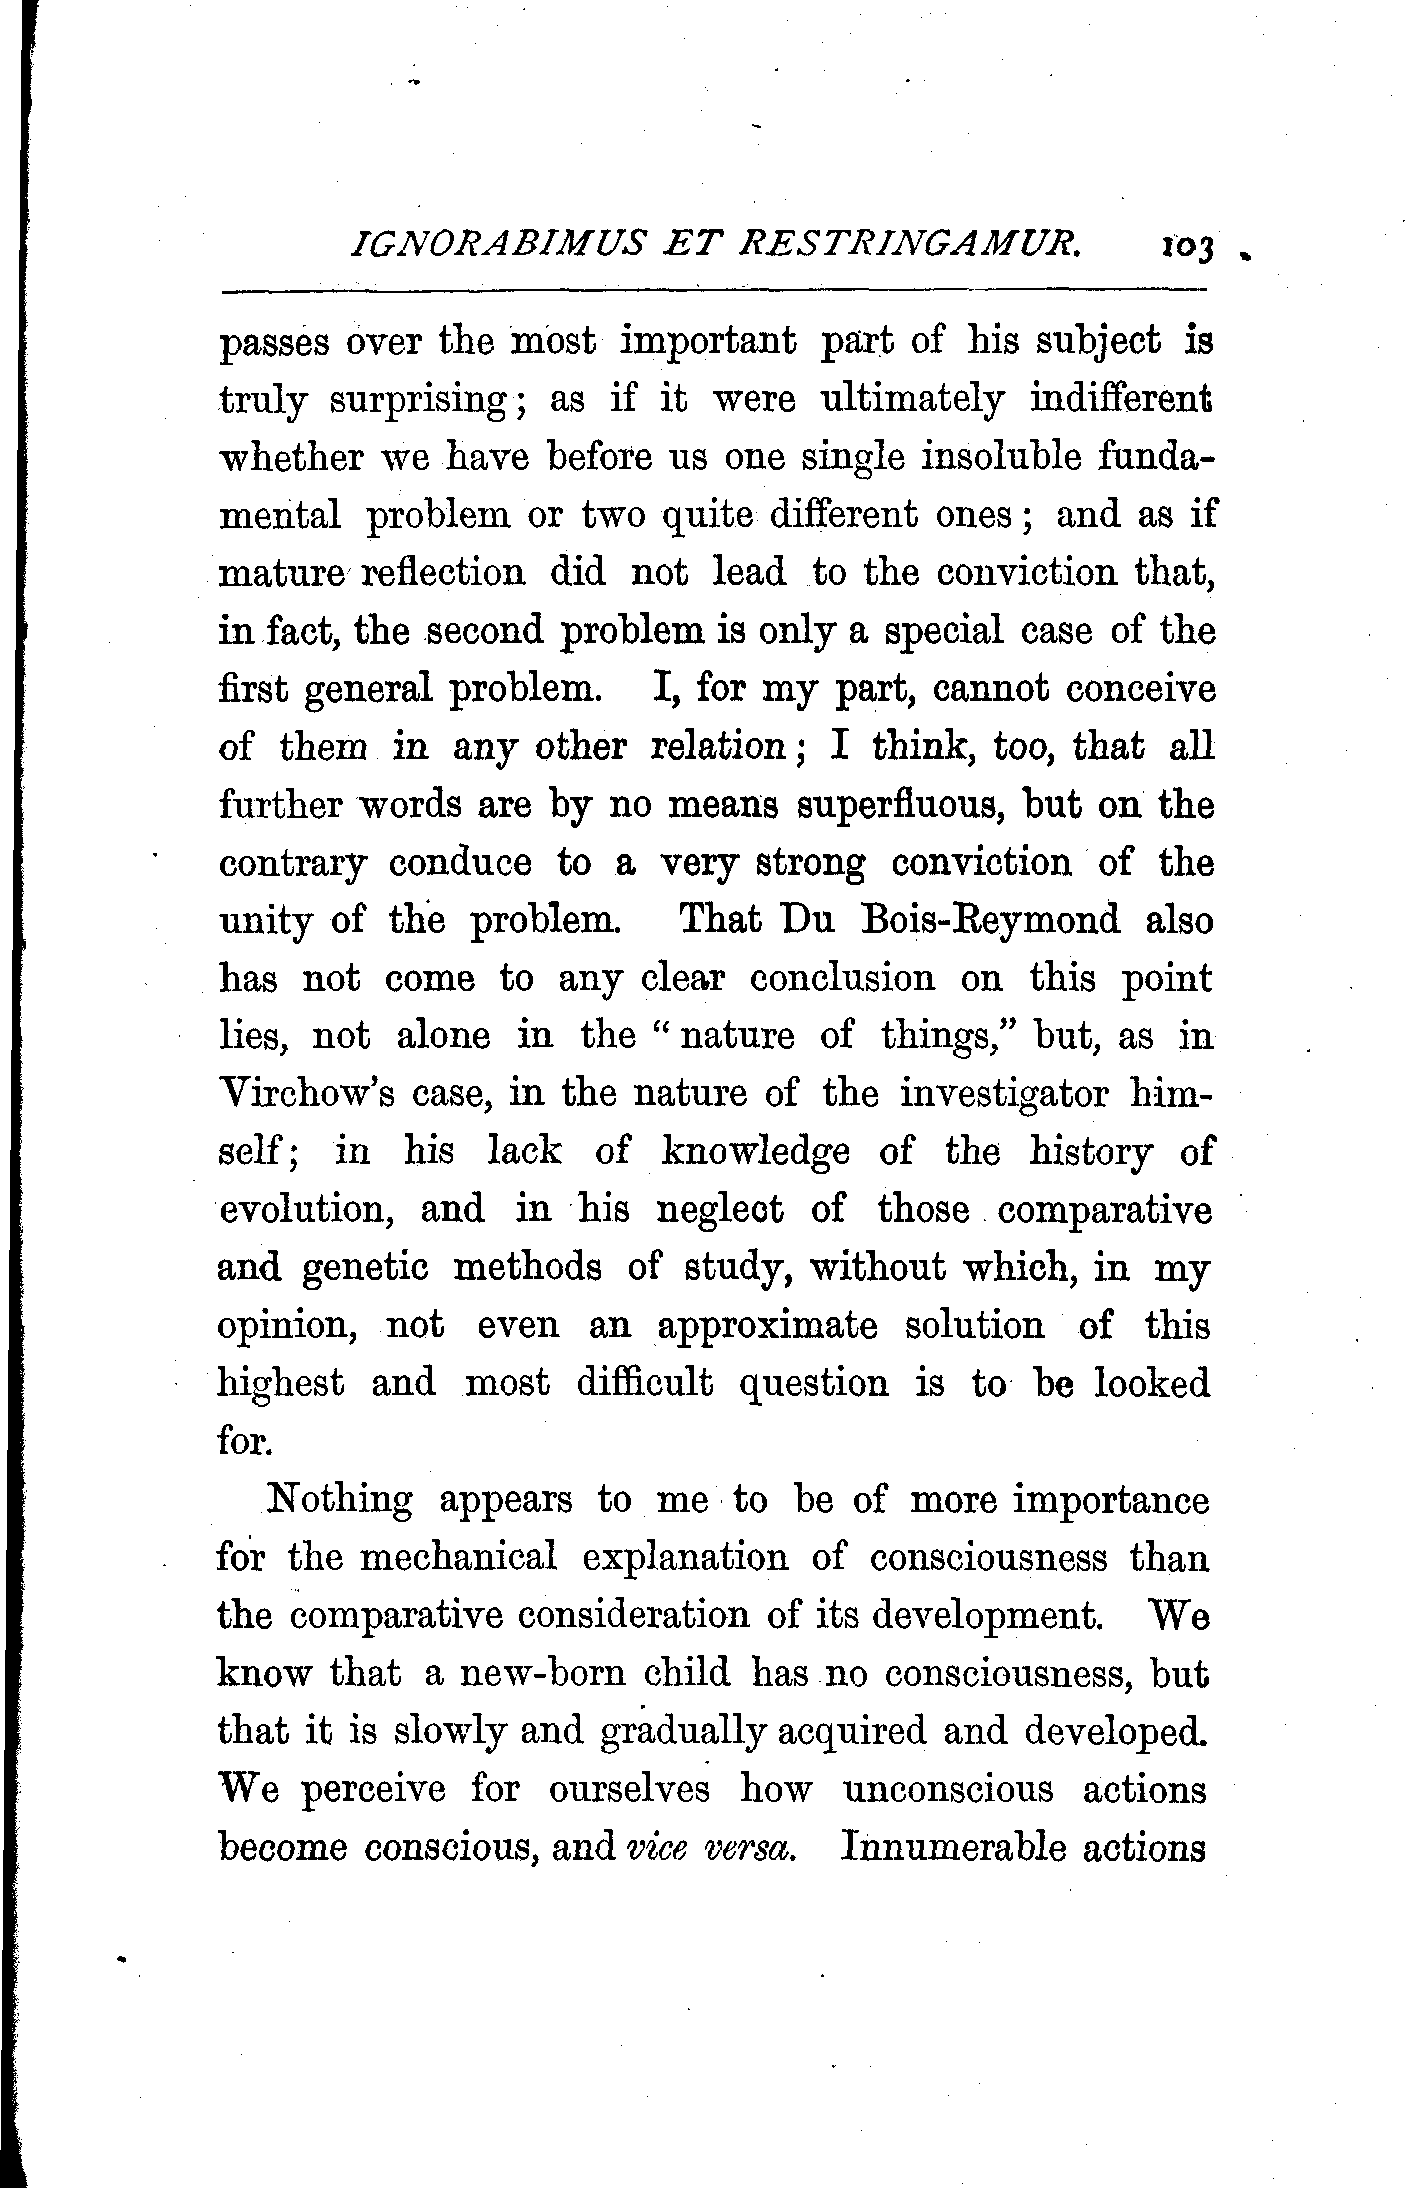 IGNORABIMUS ET RESTRINGAMUR. 103
passes over the most important part of his subject is
truly surprising; as if it were ultimately indifferent
whether we have before us one single insoluble funda-
mental problem or two quite different ones; and as if
mature reflection did not lead to the conviction that,
in fact, the second problem is only a special case of the
first general problem. I, for my part, cannot conceive
of them in any other relation; I think, too, that all
further words are by no means superfluous, but on the
contrary conduce to a very strong conviction of the
unity of the problem. That Du Bois-Reymond also
has not come to any clear conclusion on this point
lies, not alone in the “nature of things,” but, as in
Virchow’s case, in the nature of the investigator him-
self; in his lack of knowledge of the history of
evolution, and in his neglect of those comparative
and genetic methods of study, without which, in my
opinion, not even an approximate solution of this
highest and most difficult question is to be looked
for.
Nothing appears to me to be of more importance
for the mechanical explanation of consciousness than
the comparative consideration of its development. We
know that a new-born child has no consciousness, but
that it is slowly and gradually acquired and developed.
We perceive for ourselves how unconscious actions
become conscious, and vice versa. Innumerable actions